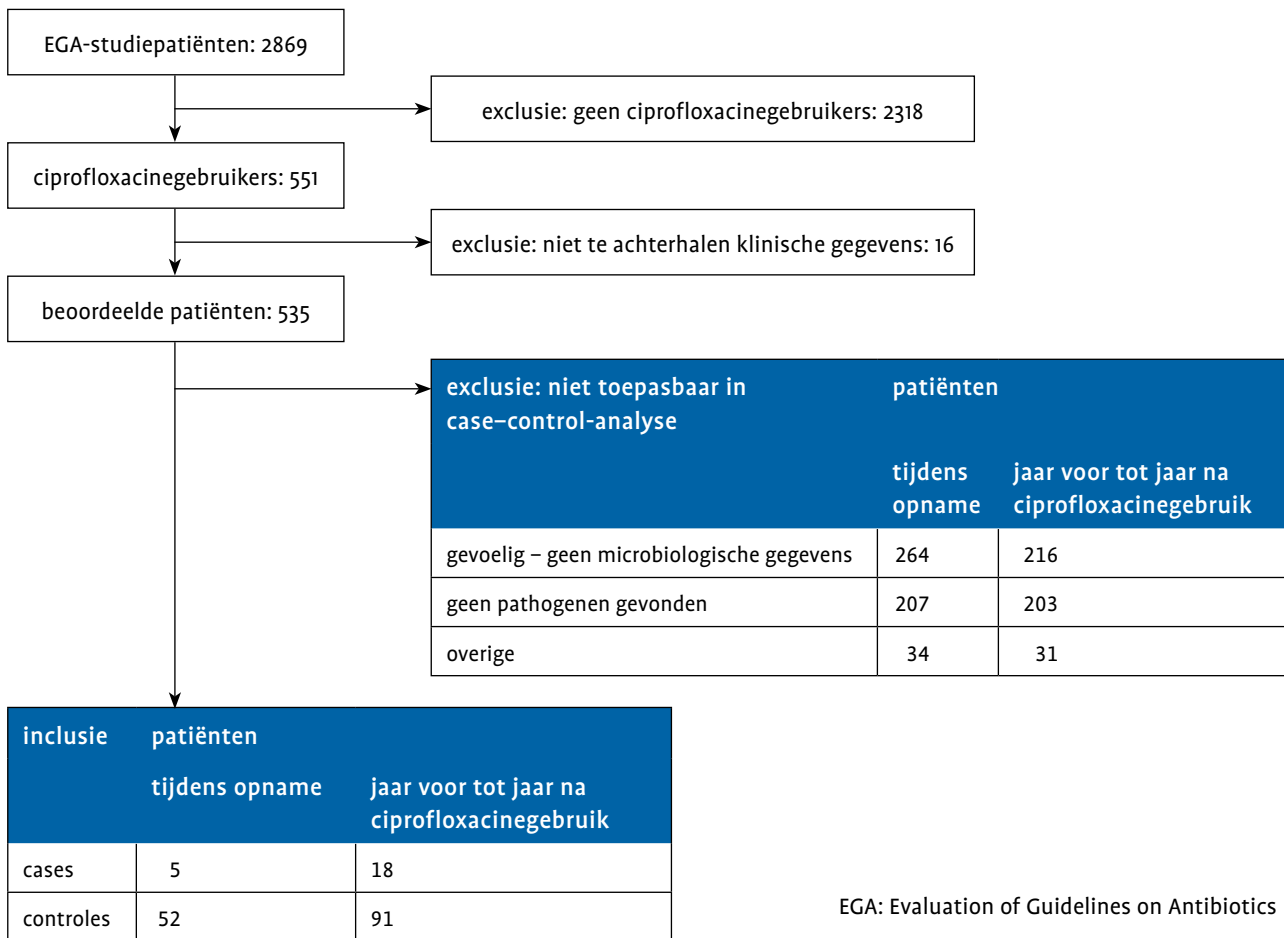 EGA-studiepatiënten: 2869
exclusie: geen ciprofloxacinegebruikers: 2318
ciprofloxacinegebruikers: 551
exclusie: niet te achterhalen klinische gegevens: 16
beoordeelde patiënten: 535
exclusie: niet toepasbaar in patiënten
case–control-analyse
tijdens jaar voor tot jaar na
opname ciprofloxacinegebruik
gevoelig – geen microbiologische gegevens 264 216
geen pathogenen gevonden 207 203
overige 34 31
inclusie patiënten
tijdens opname jaar voor tot jaar na
ciprofloxacinegebruik
cases 5 18
controles 52 91
EGA: Evaluation of Guidelines on Antibiotics